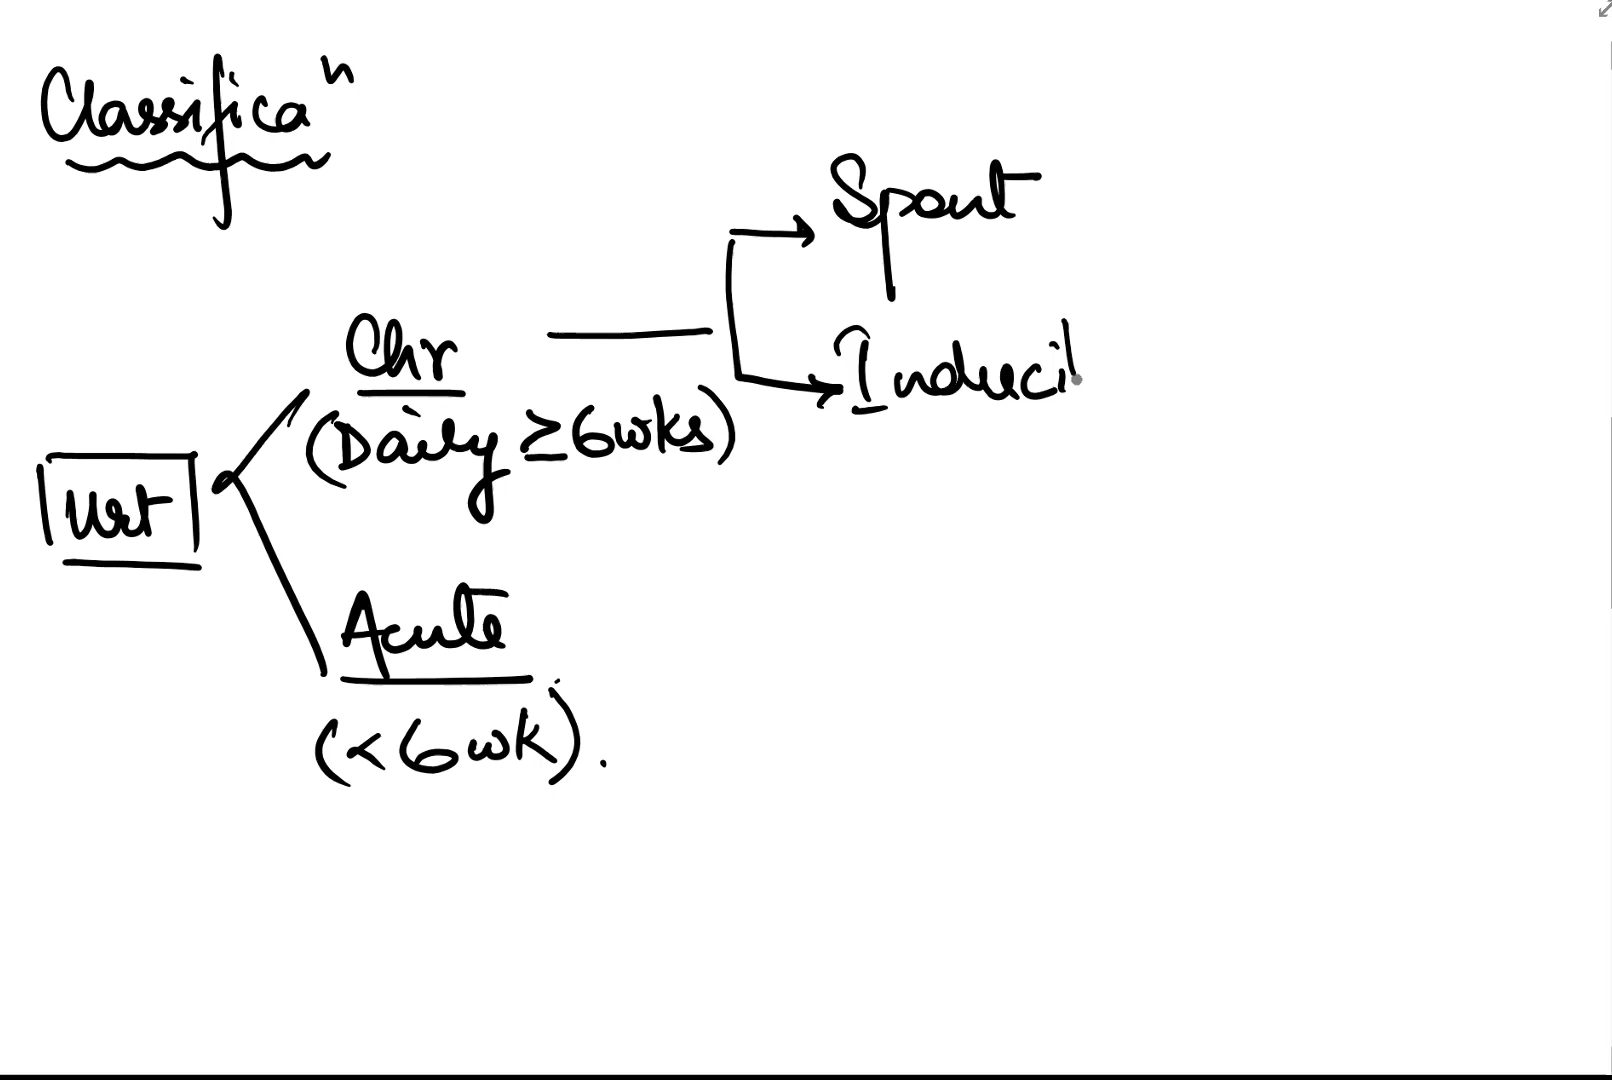 Classificaⁿ
Spont
Chr
Inducil
(Daily ≥6wks)
Urt
Acute
(<6wk).